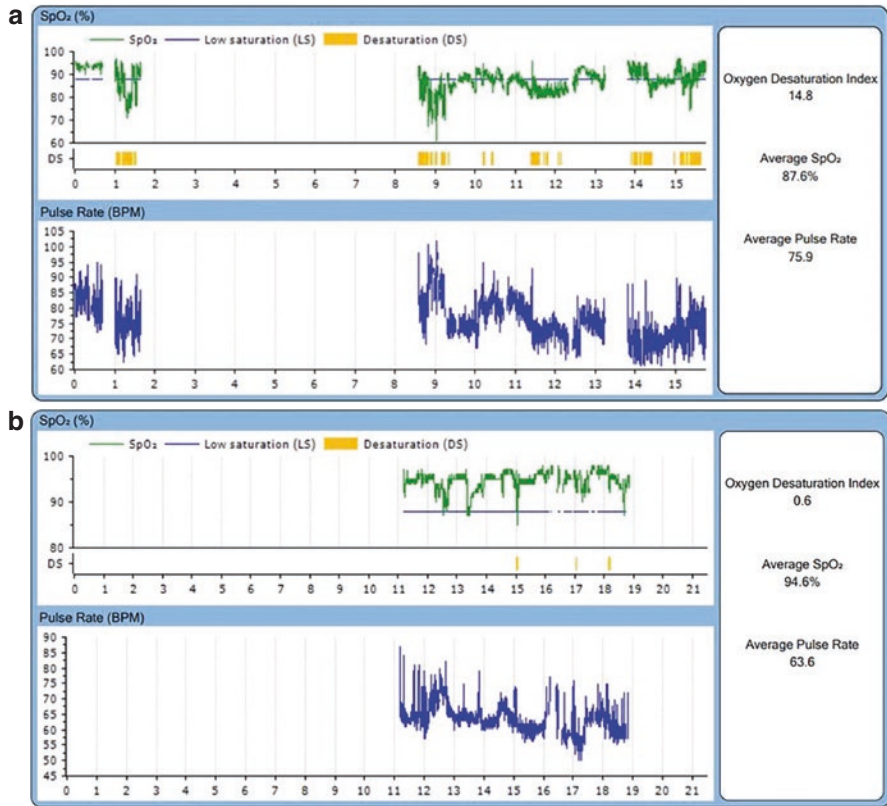 a
SpO₂ (%)
SpO₂ Low saturation (LS) Desaturation (DS)
100
95
90
85
80
75
70
60
DS
0 1 2 3 4 5 6 7 8 9 10 11 12 13 14 15
Pulse Rate (BPM)
105
100
95
90
85
80
75
70
65
60
0 1 2 3 4 5 6 7 8 9 10 11 12 13 14 15
Oxygen Desaturation Index
14.8
Average SpO₂
87.6%
Average Pulse Rate
75.9
b
SpO₂ (%)
SpO₂ Low saturation (LS) Desaturation (DS)
100
90
80
DS
0 1 2 3 4 5 6 7 8 9 10 11 12 13 14 15 16 17 18 19 20 21
Pulse Rate (BPM)
90
85
80
75
70
65
60
55
50
45
0 1 2 3 4 5 6 7 8 9 10 11 12 13 14 15 16 17 18 19 20 21
Oxygen Desaturation Index
0.6
Average SpO₂
94.6%
Average Pulse Rate
63.6